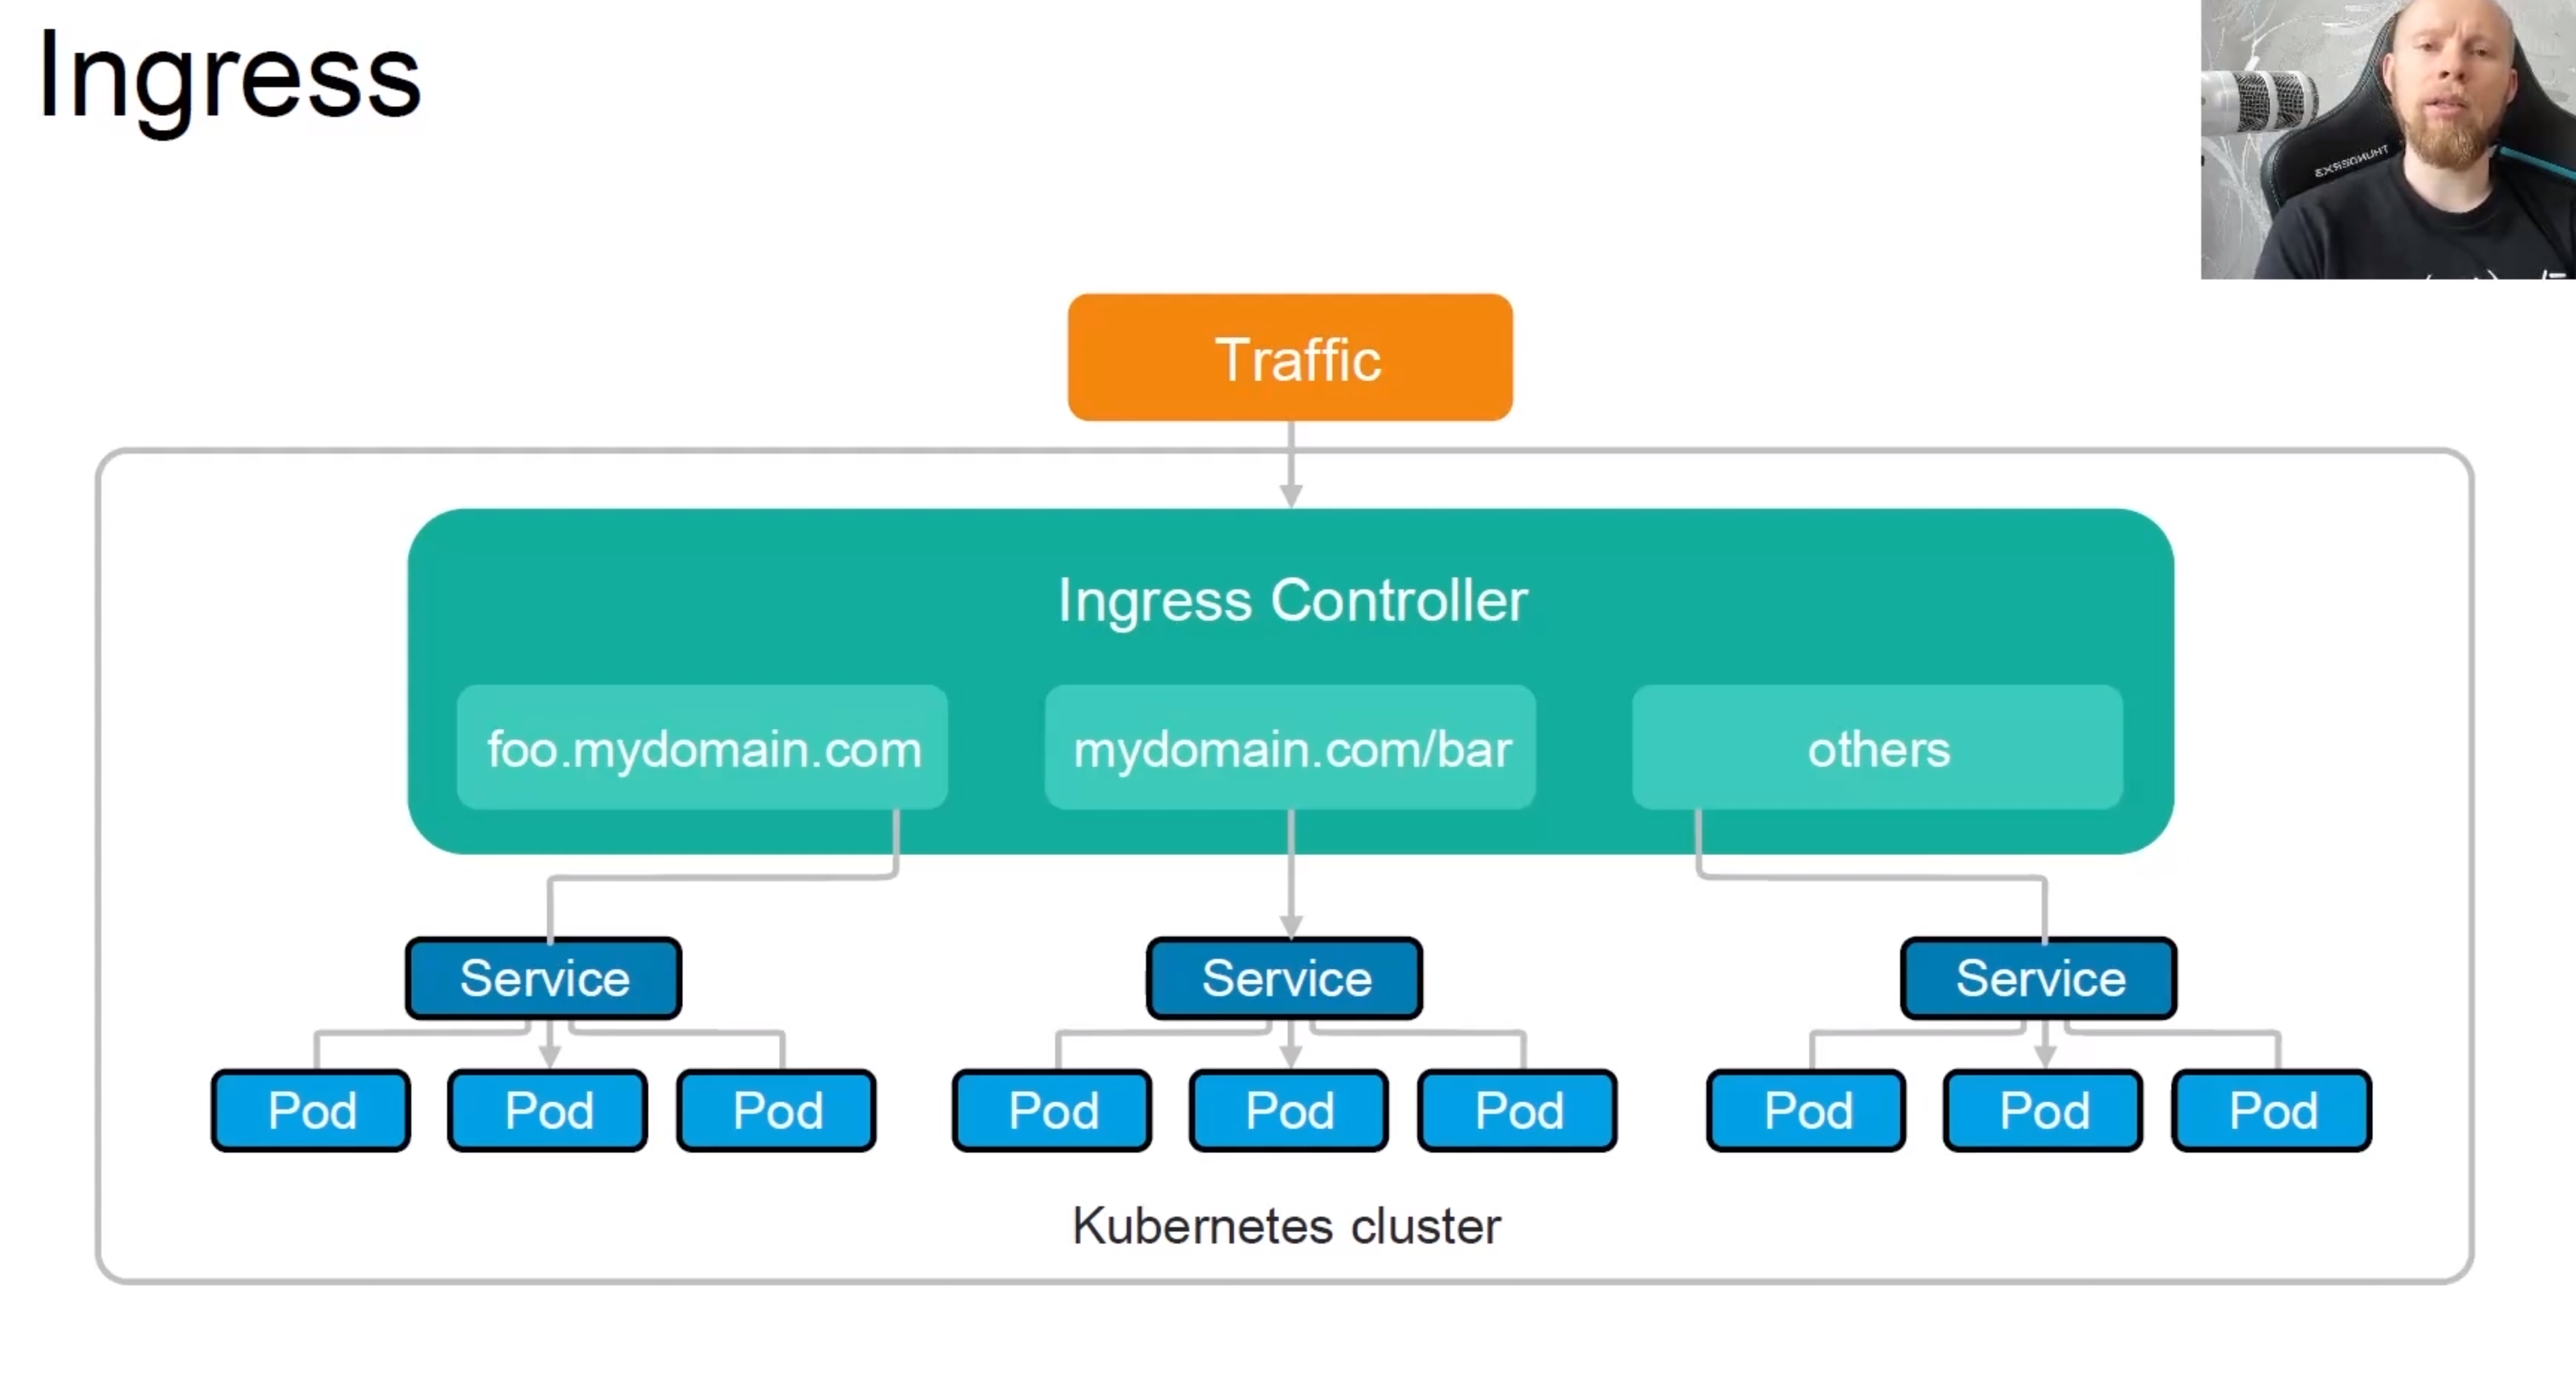 Ingress
THUNDERX3
Traffic
Ingress Controller
foo.mydomain.com
mydomain.com/bar
others
Service
Service
Service
Pod
Pod
Pod
Pod
Pod
Pod
Pod
Pod
Pod
Kubernetes cluster